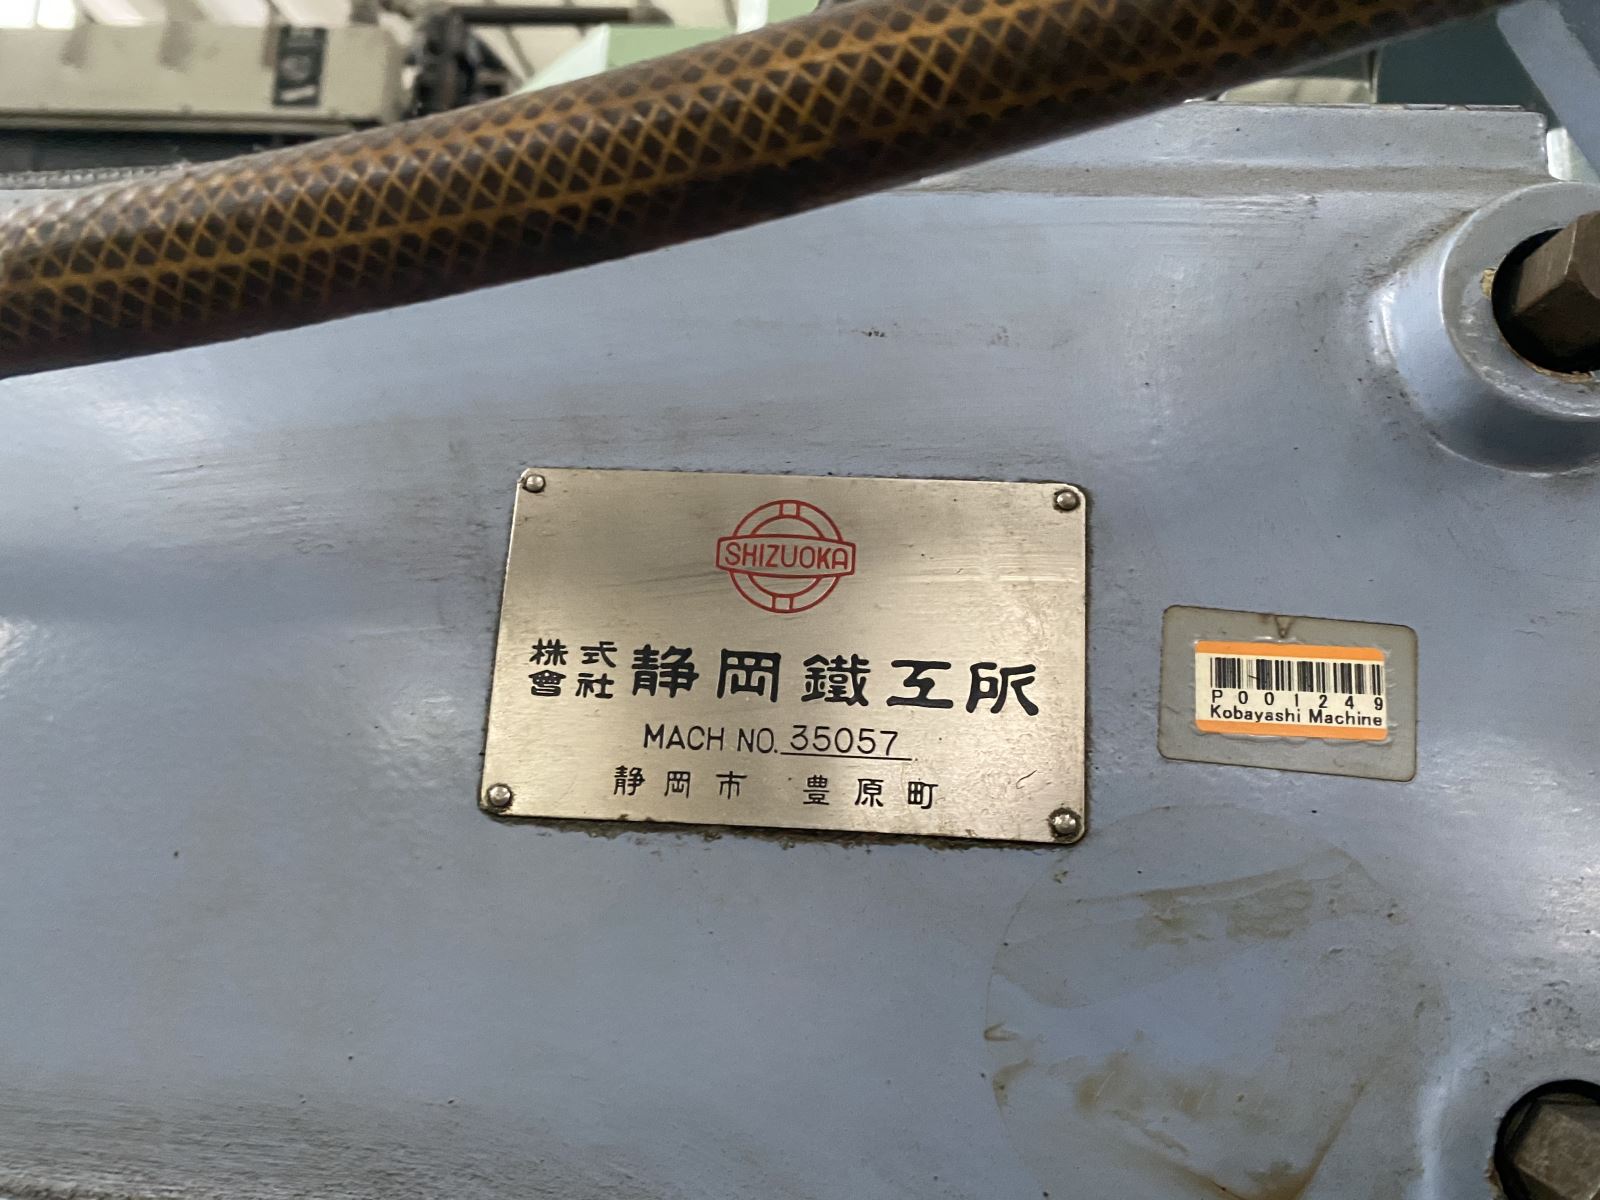 SHIZUOKA
株式會社 静岡鐵工所
MACH NO. 35057
静岡市 豊原町
P001249
Kobayashi Machine